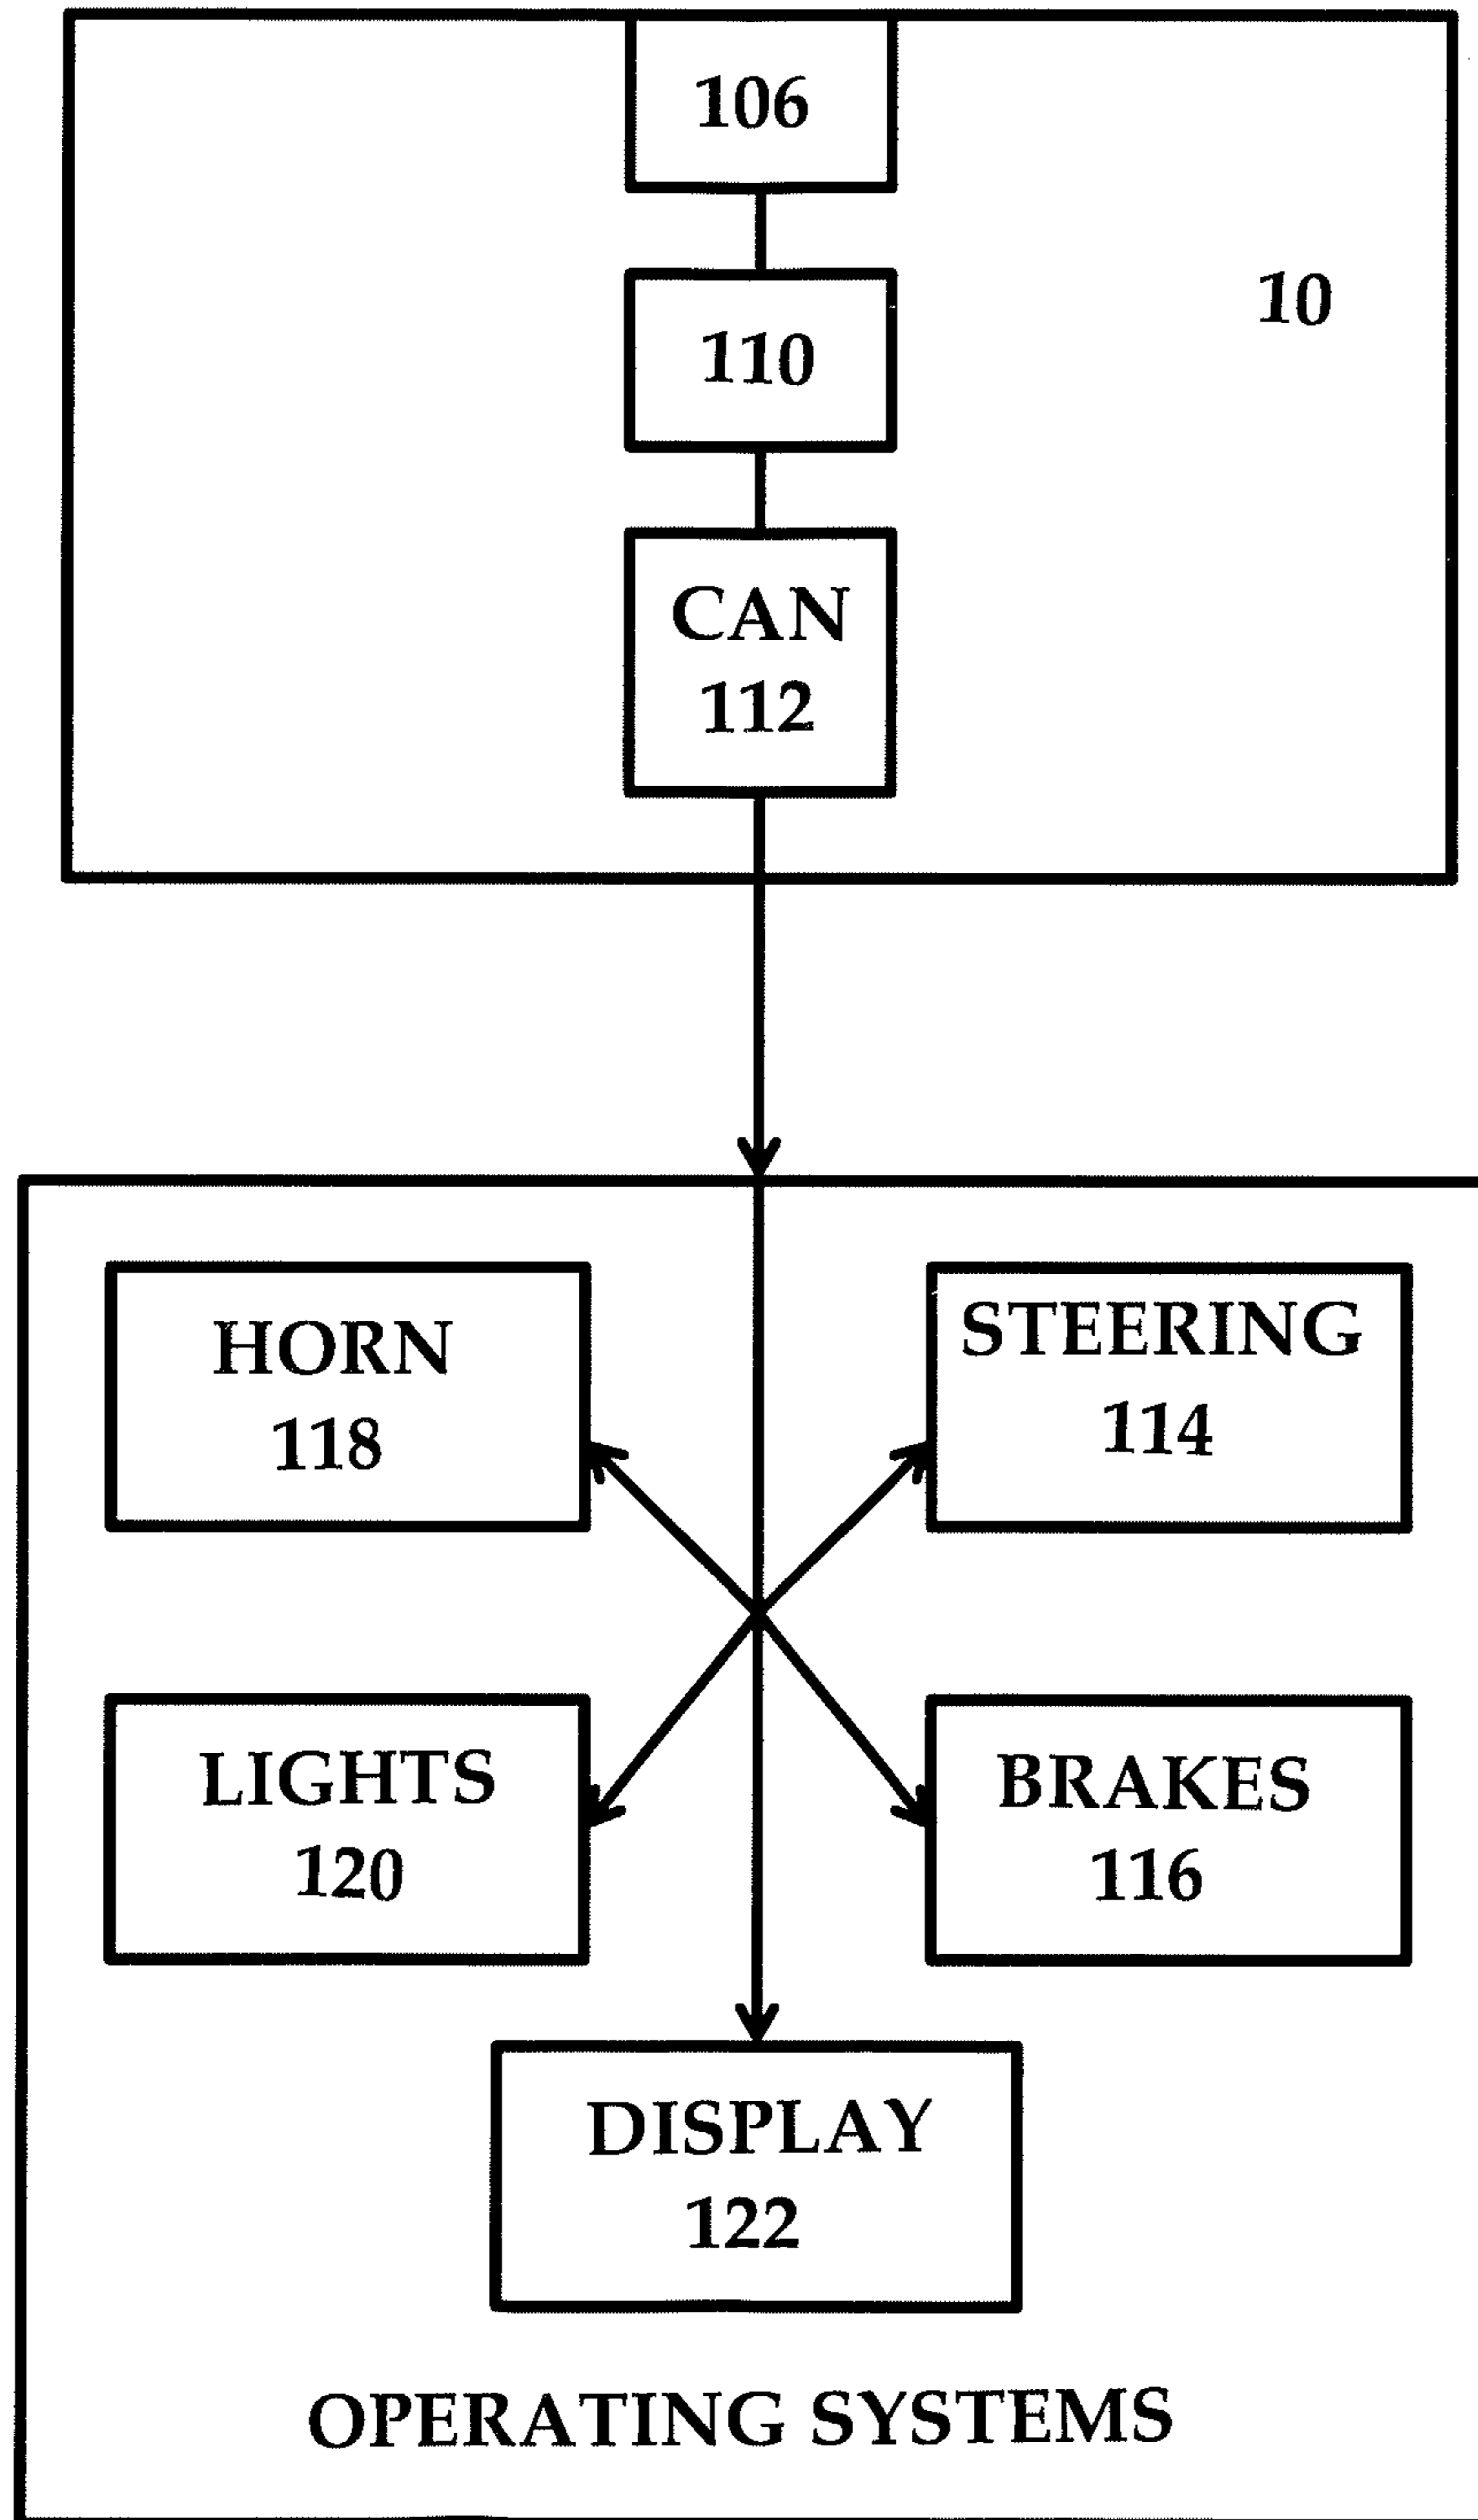 106
10
110
CAN
112
HORN
118
STEERING
114
LIGHTS
120
BRAKES
116
DISPLAY
122
OPERATING SYSTEMS